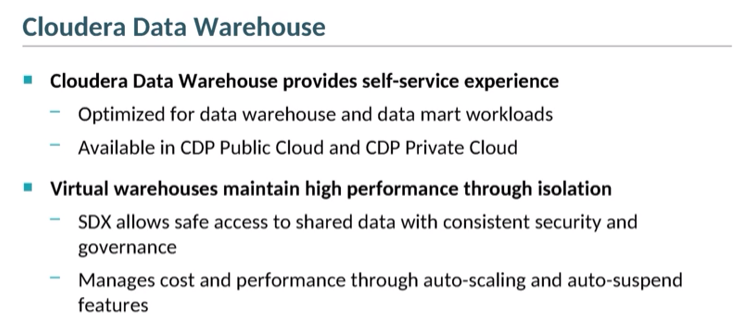 Cloudera Data Warehouse
Cloudera Data Warehouse provides self-service experience
Optimized for data warehouse and data mart workloads
Available in CDP Public Cloud and CDP Private Cloud
Virtual warehouses maintain high performance through isolation
SDX allows safe access to shared data with consistent security and
governance
Manages cost and performance through auto-scaling and auto-suspend
features